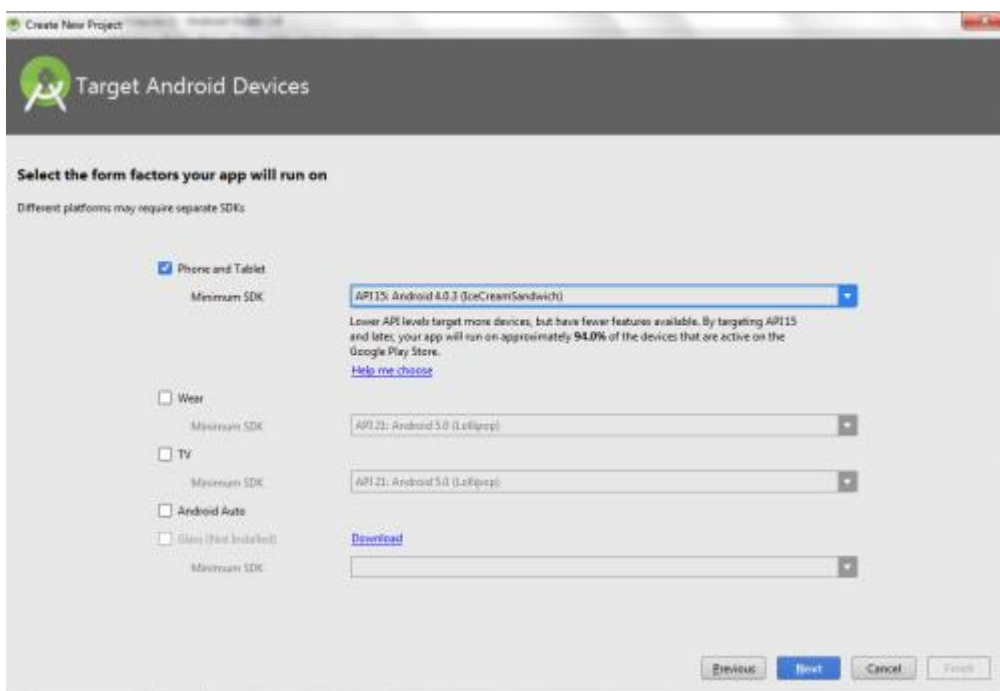 Create New Project
Target Android Devices
Select the form factors your app will run on
Different platforms may require separate SDKs
Phone and Tablet
Minimum SDK
API 15: Android 4.0.3 (IceCreamSandwich)
Lower API levels target more devices, but have fewer features available. By targeting API 15
and later, your app will run on approximately 94.0% of the devices that are active on the
Google Play Store.
Help me choose
Wear
Minimum SDK
API 21: Android 5.0 (Lollipop)
TV
Minimum SDK
API 21: Android 5.0 (Lollipop)
Android Auto
Glass (Not Installed)
Download
Minimum SDK
Previous
Next
Cancel
Finish